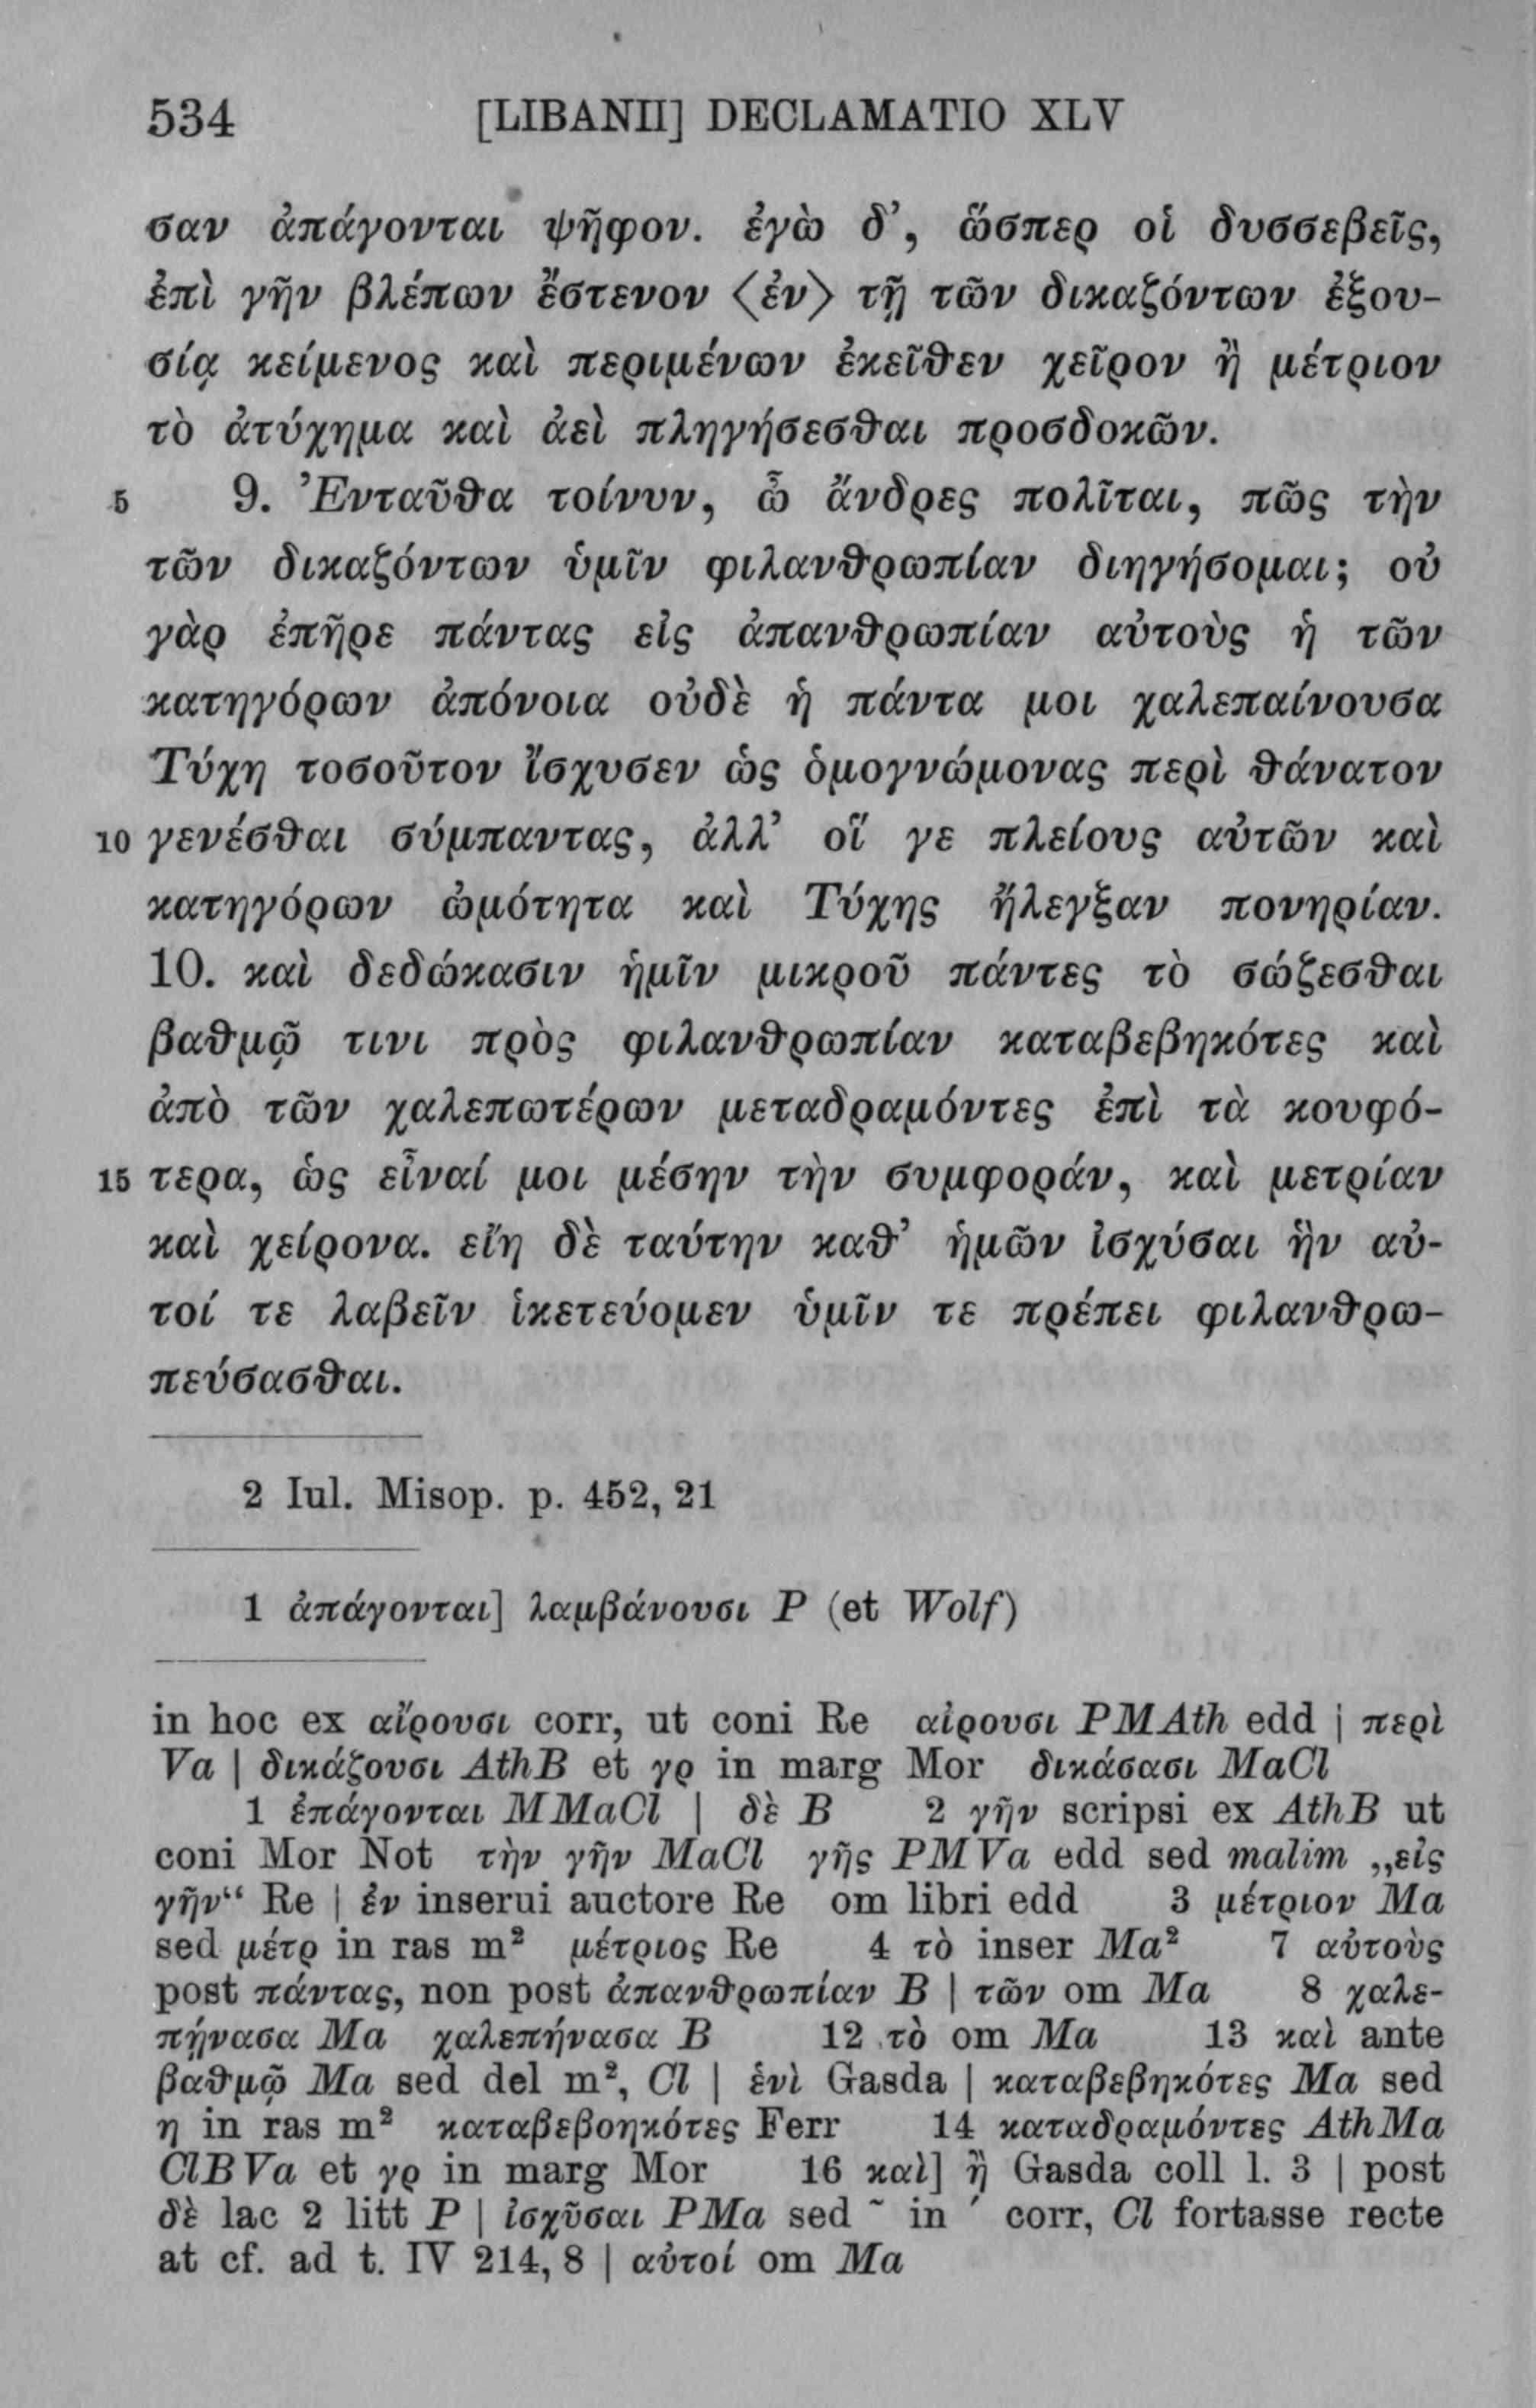 534 [LIBANII] DECLAMATIO XLV
σαν ἀπάγονται ψῆφον. ἐγὼ δ’, ὥσπερ οἱ δυσσεβεῖς,
ἐπὶ γῆν βλέπων ἔστενον ⟨ἐν⟩ τῇ τῶν δικαζόντων ἐξου-
σίᾳ κείμενος καὶ περιμένων ἐκεῖθεν χεῖρον ἢ μέτριον
τὸ ἀτύχημα καὶ ἀεὶ πληγήσεσθαι προσδοκῶν.
5 9. Ἐνταῦθα τοίνυν, ὦ ἄνδρες πολῖται, πῶς τὴν
τῶν δικαζόντων ὑμῖν φιλανθρωπίαν διηγήσομαι; οὐ
γὰρ ἐπῆρε πάντας εἰς ἀπανθρωπίαν αὐτοὺς ἡ τῶν
κατηγόρων ἀπόνοια οὐδὲ ἡ πάντα μοι χαλεπαίνουσα
Τύχη τοσοῦτον ἴσχυσεν ὡς ὁμογνώμονας περὶ θάνατον
10 γενέσθαι σύμπαντας, ἀλλ’ οἵ γε πλείους αὐτῶν καὶ
κατηγόρων ὠμότητα καὶ Τύχης ἤλεγξαν πονηρίαν.
10. καὶ δεδώκασιν ἡμῖν μικροῦ πάντες τὸ σώζεσθαι
βαθμῷ τινι πρὸς φιλανθρωπίαν καταβεβηκότες καὶ
ἀπὸ τῶν χαλεπωτέρων μεταδραμόντες ἐπὶ τὰ κουφό-
15 τερα, ὡς εἶναί μοι μέσην τὴν συμφοράν, καὶ μετρίαν
καὶ χείρονα. εἴη δὲ ταύτην καθ’ ἡμῶν ἰσχύσαι ἣν αὐ-
τοί τε λαβεῖν ἱκετεύομεν ὑμῖν τε πρέπει φιλανθρω-
πεύσασθαι.
2 Iul. Misop. p. 452, 21
1 ἀπάγονται] λαμβάνουσι P (et Wolf)
in hoc ex αἴρουσι corr, ut coni Re αἱρουσι PMAth edd | περὶ
Va | δικάζουσι AthB et γρ in marg Mor δικάσασι MaCl
1 ἐπάγονται MMaCl | δὲ B 2 γῆν scripsi ex AthB ut
coni Mor Not τὴν γῆν MaCl γῆς PMVa edd sed malim „εἰς
γῆν“ Re | ἐν inserui auctore Re om libri edd 3 μέτριον Ma
sed μέτρ in ras m² μέτριος Re 4 τὸ inser Ma² 7 αὐτοὺς
post πάντας, non post ἀπανθρωπίαν B | τῶν om Ma 8 χαλε-
πῄνασα Ma χαλεπήνασα B 12 τὸ om Ma 13 καὶ ante
βαθμῷ Ma sed del m², Cl | ἑνὶ Gasda | καταβεβηκότες Ma sed
η in ras m² καταβεβοηκότες Ferr 14 καταδραμόντες AthMa
ClBVa et γρ in marg Mor 16 καὶ] ἢ Gasda coll l. 3 | post
δὲ lac 2 litt P | ἰσχῦσαι PMa sed ῀ in ´ corr, Cl fortasse recte
at cf. ad t. IV 214, 8 | αὐτοί om Ma